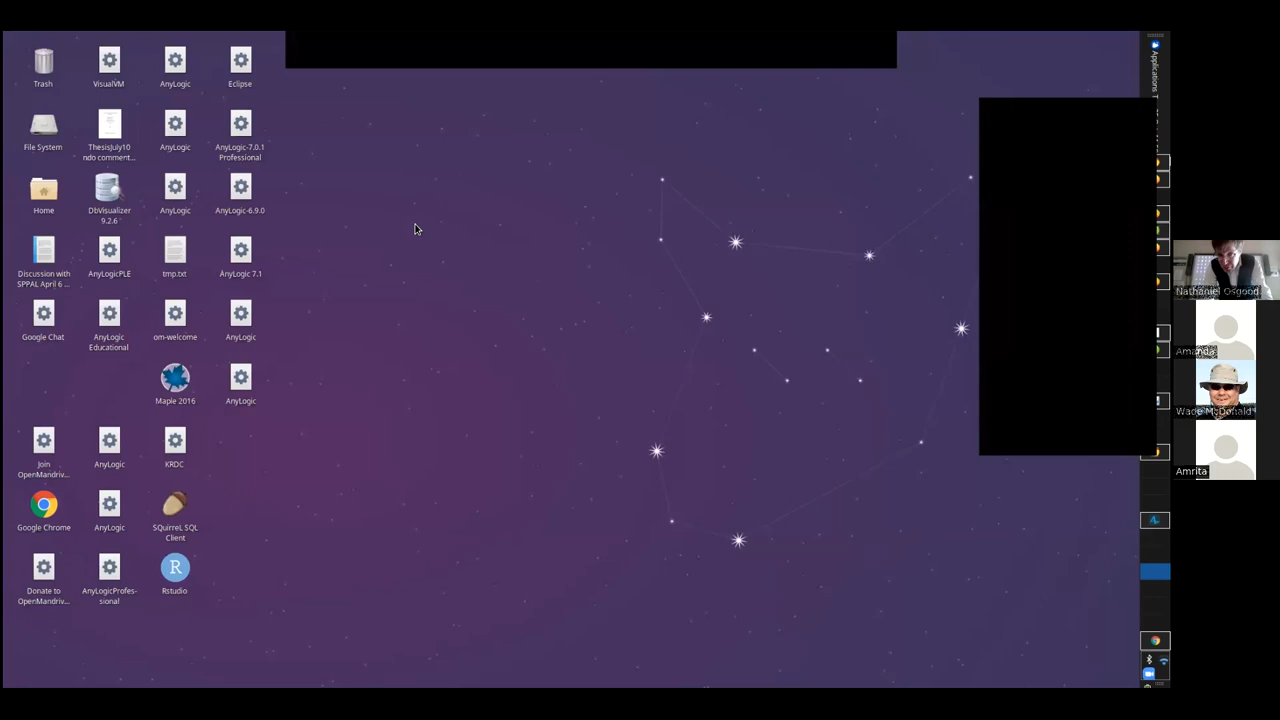 Trash
VisualVM
AnyLogic
Eclipse
File System
ThesisJuly10
ndo comment...
AnyLogic
AnyLogic-7.0.1
Professional
Home
DbVisualizer
9.2.6
AnyLogic
AnyLogic-6.9.0
Discussion with
SPPAL April 6 ...
AnyLogicPLE
tmp.txt
AnyLogic 7.1
Google Chat
AnyLogic
Educational
om-welcome
AnyLogic
Maple 2016
AnyLogic
Join
OpenMandriv...
AnyLogic
KRDC
Google Chrome
AnyLogic
SQuirreL SQL
Client
Donate to
OpenMandriv...
AnyLogicProfes-
sional
Rstudio
R
Applications
Nathaniel Osgood
Amanda
Wade McDonald
Amrita